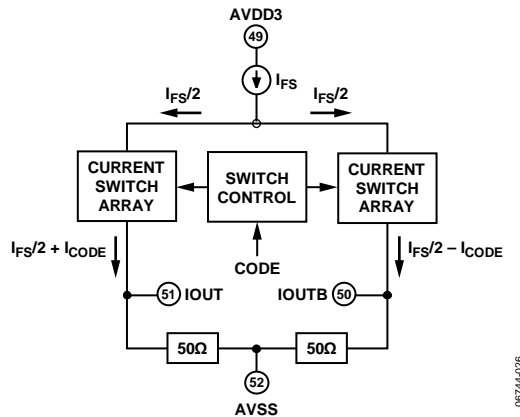 AVDD3
49
IFS
IFS/2
IFS/2
CURRENT
SWITCH
ARRAY
SWITCH
CONTROL
CURRENT
SWITCH
ARRAY
IFS/2 + ICODE
CODE
IFS/2 – ICODE
51 IOUT
IOUTB 50
50Ω
50Ω
52
AVSS
06744-026